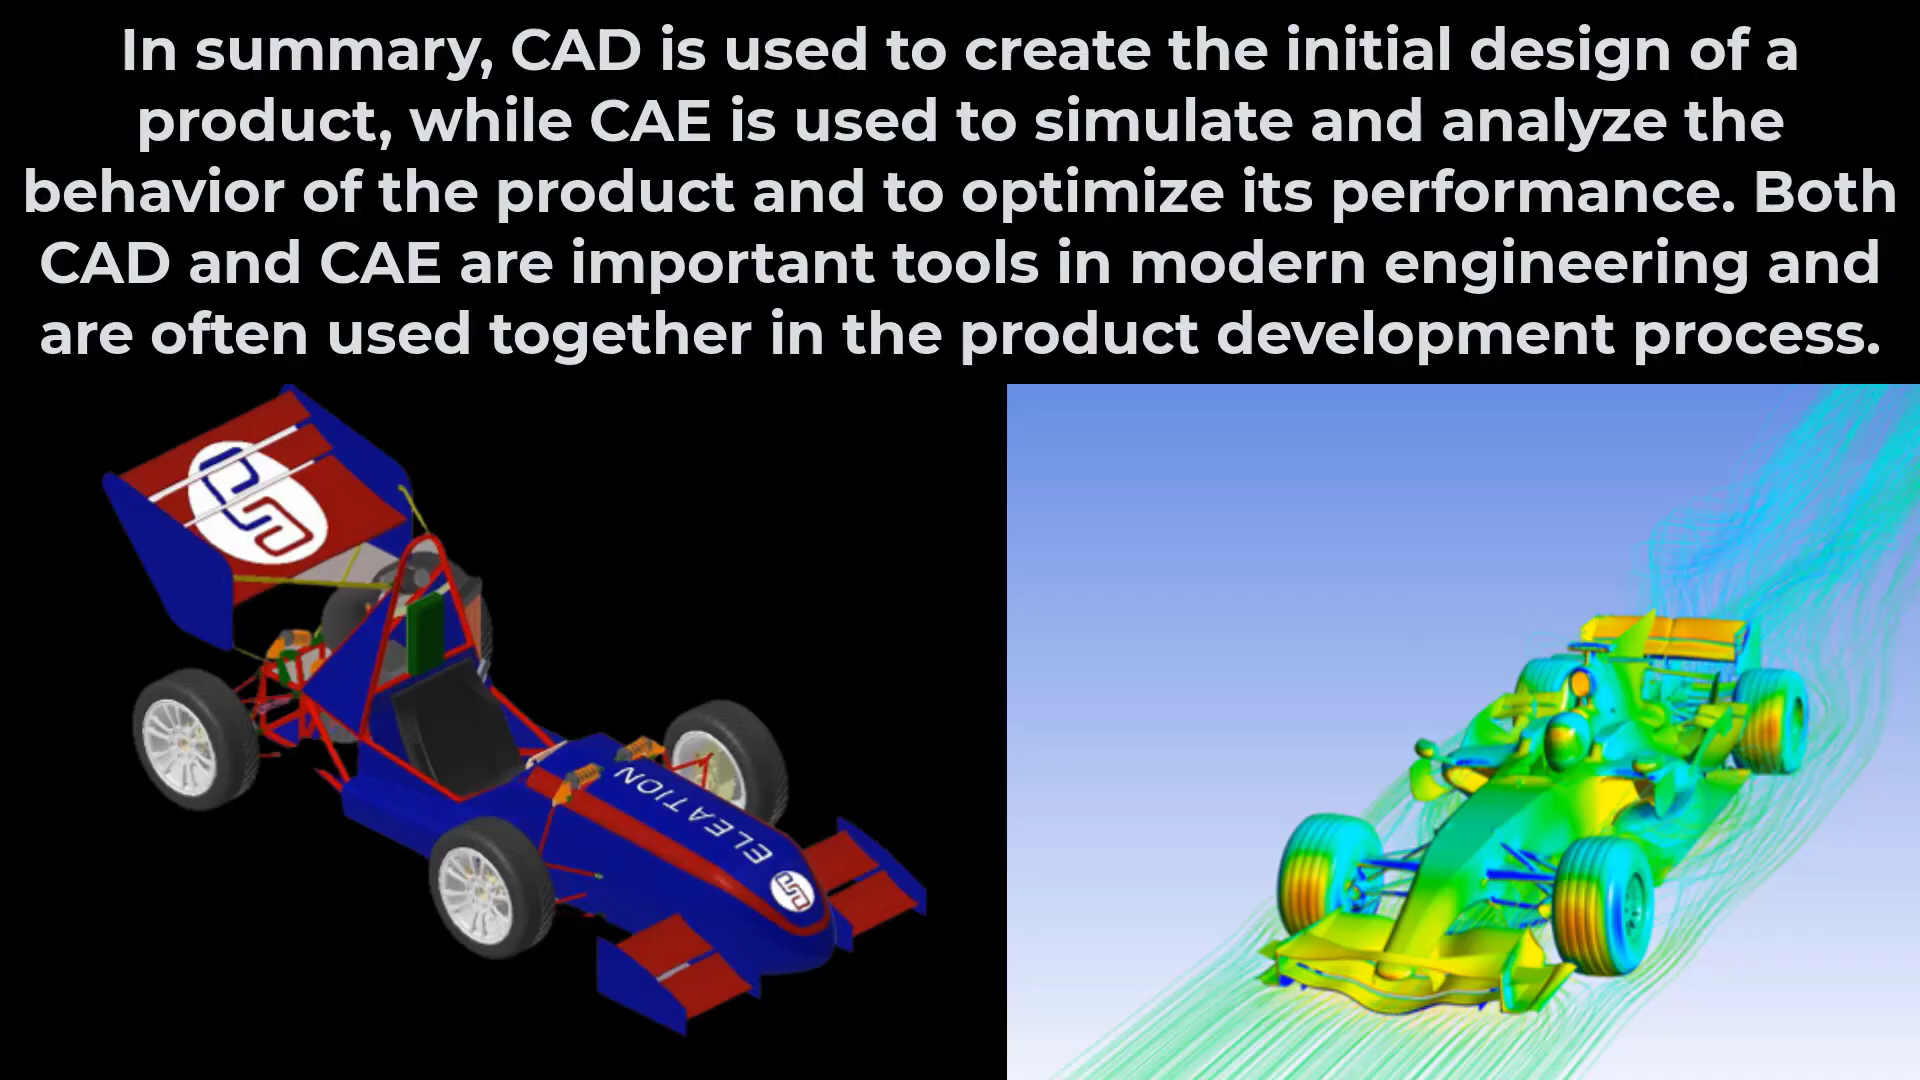 In summary, CAD is used to create the initial design of a
product, while CAE is used to simulate and analyze the
behavior of the product and to optimize its performance. Both
CAD and CAE are important tools in modern engineering and
are often used together in the product development process.
ELEATION